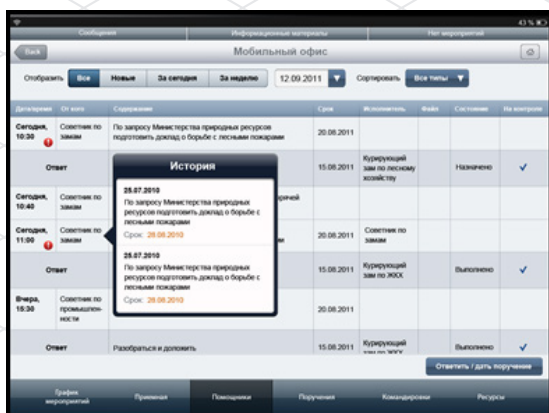 43 %
Сообщения Информационные материалы Нет мероприятий
Back Мобильный офис
Отобразить Все Новые За сегодня За неделю 12.09.2011 Сортировать Все типы
Дата/время От кого Содержание Срок Исполнитель Файл Состояние На контроле
Сегодня, 10:30 Советник по замам По запросу Министерства природных ресурсов
подготовить доклад о борьбе с лесными пожарами 20.08.2011
Ответ 15.08.2011 Курирующий зам по лесному хозяйству Назначено
История
25.07.2010
По запросу Министерства природных
ресурсов подготовить доклад о борьбе с
лесными пожарами
Срок: 28.08.2010
25.07.2010
По запросу Министерства природных
ресурсов подготовить доклад о борьбе с
лесными пожарами
Срок: 28.08.2010
Сегодня, 10:40 Советник по замам
Сегодня, 11:00 Советник по замам 20.08.2011 Советник по замам
Ответ 15.08.2011 Курирующий зам по ЖКХ Выполнено
Вчера, 15:30 Советник по промышлен-
ности 20.08.2011
Ответ Разобраться и доложить 15.08.2011 Курирующий зам по ЖКХ Выполнено
Ответить / дать поручение
График мероприятий Приемная Помощники Поручения Командировки Ресурсы